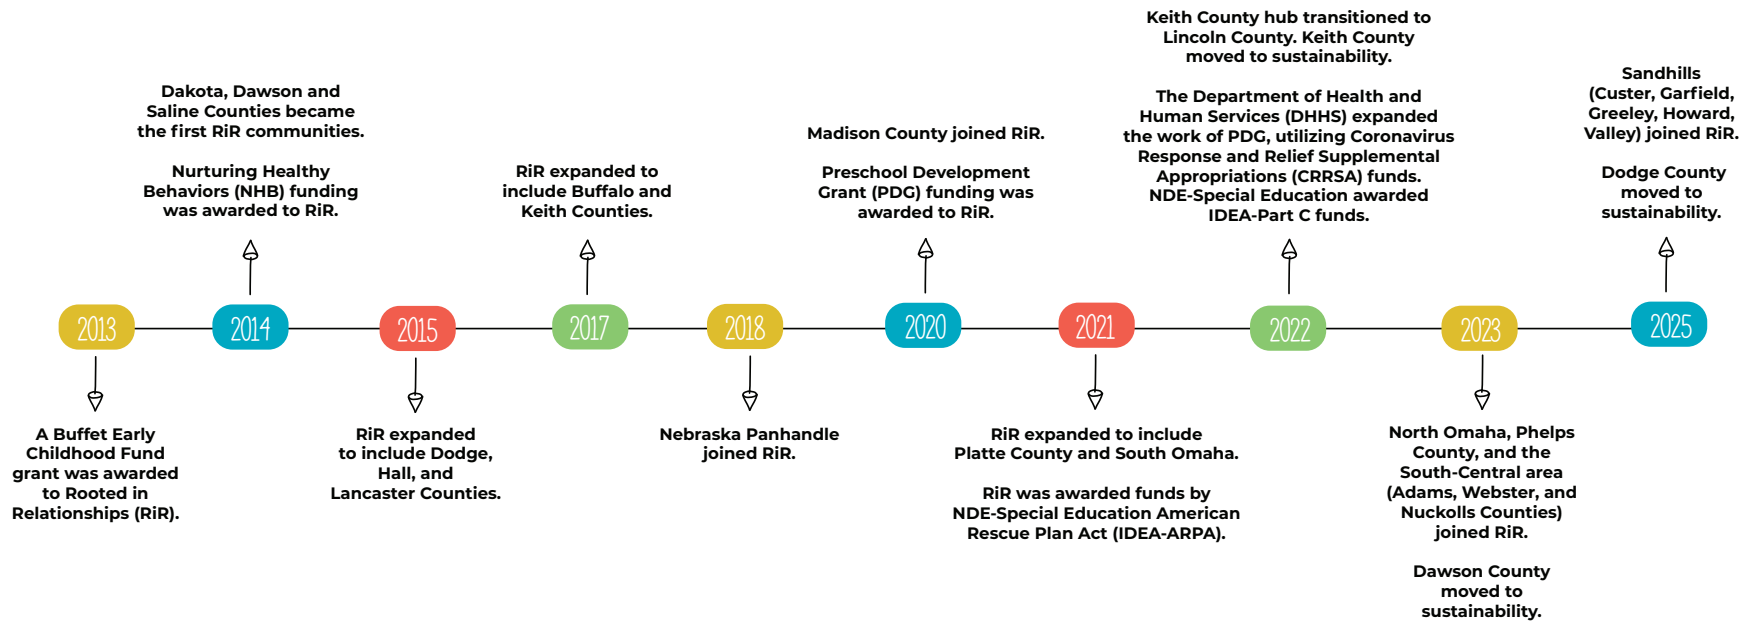 2013
A Buffet Early
Childhood Fund
grant was awarded
to Rooted in
Relationships (RiR).
Dakota, Dawson and
Saline Counties became
the first RiR communities.
Nurturing Healthy
Behaviors (NHB) funding
was awarded to RiR.
2014
2015
RiR expanded
to include Dodge,
Hall, and
Lancaster Counties.
RiR expanded to
include Buffalo and
Keith Counties.
2017
2018
Nebraska Panhandle
joined RiR.
Madison County joined RiR.
Preschool Development
Grant (PDG) funding was
awarded to RiR.
2020
2021
RiR expanded to include
Platte County and South Omaha.
RiR was awarded funds by
NDE-Special Education American
Rescue Plan Act (IDEA-ARPA).
Keith County hub transitioned to
Lincoln County. Keith County
moved to sustainability.
The Department of Health and
Human Services (DHHS) expanded
the work of PDG, utilizing Coronavirus
Response and Relief Supplemental
Appropriations (CRRSA) funds.
NDE-Special Education awarded
IDEA-Part C funds.
2022
2023
North Omaha, Phelps
County, and the
South-Central area
(Adams, Webster, and
Nuckolls Counties)
joined RiR.
Dawson County
moved to
sustainability.
Sandhills
(Custer, Garfield,
Greeley, Howard,
Valley) joined RiR.
Dodge County
moved to
sustainability.
2025